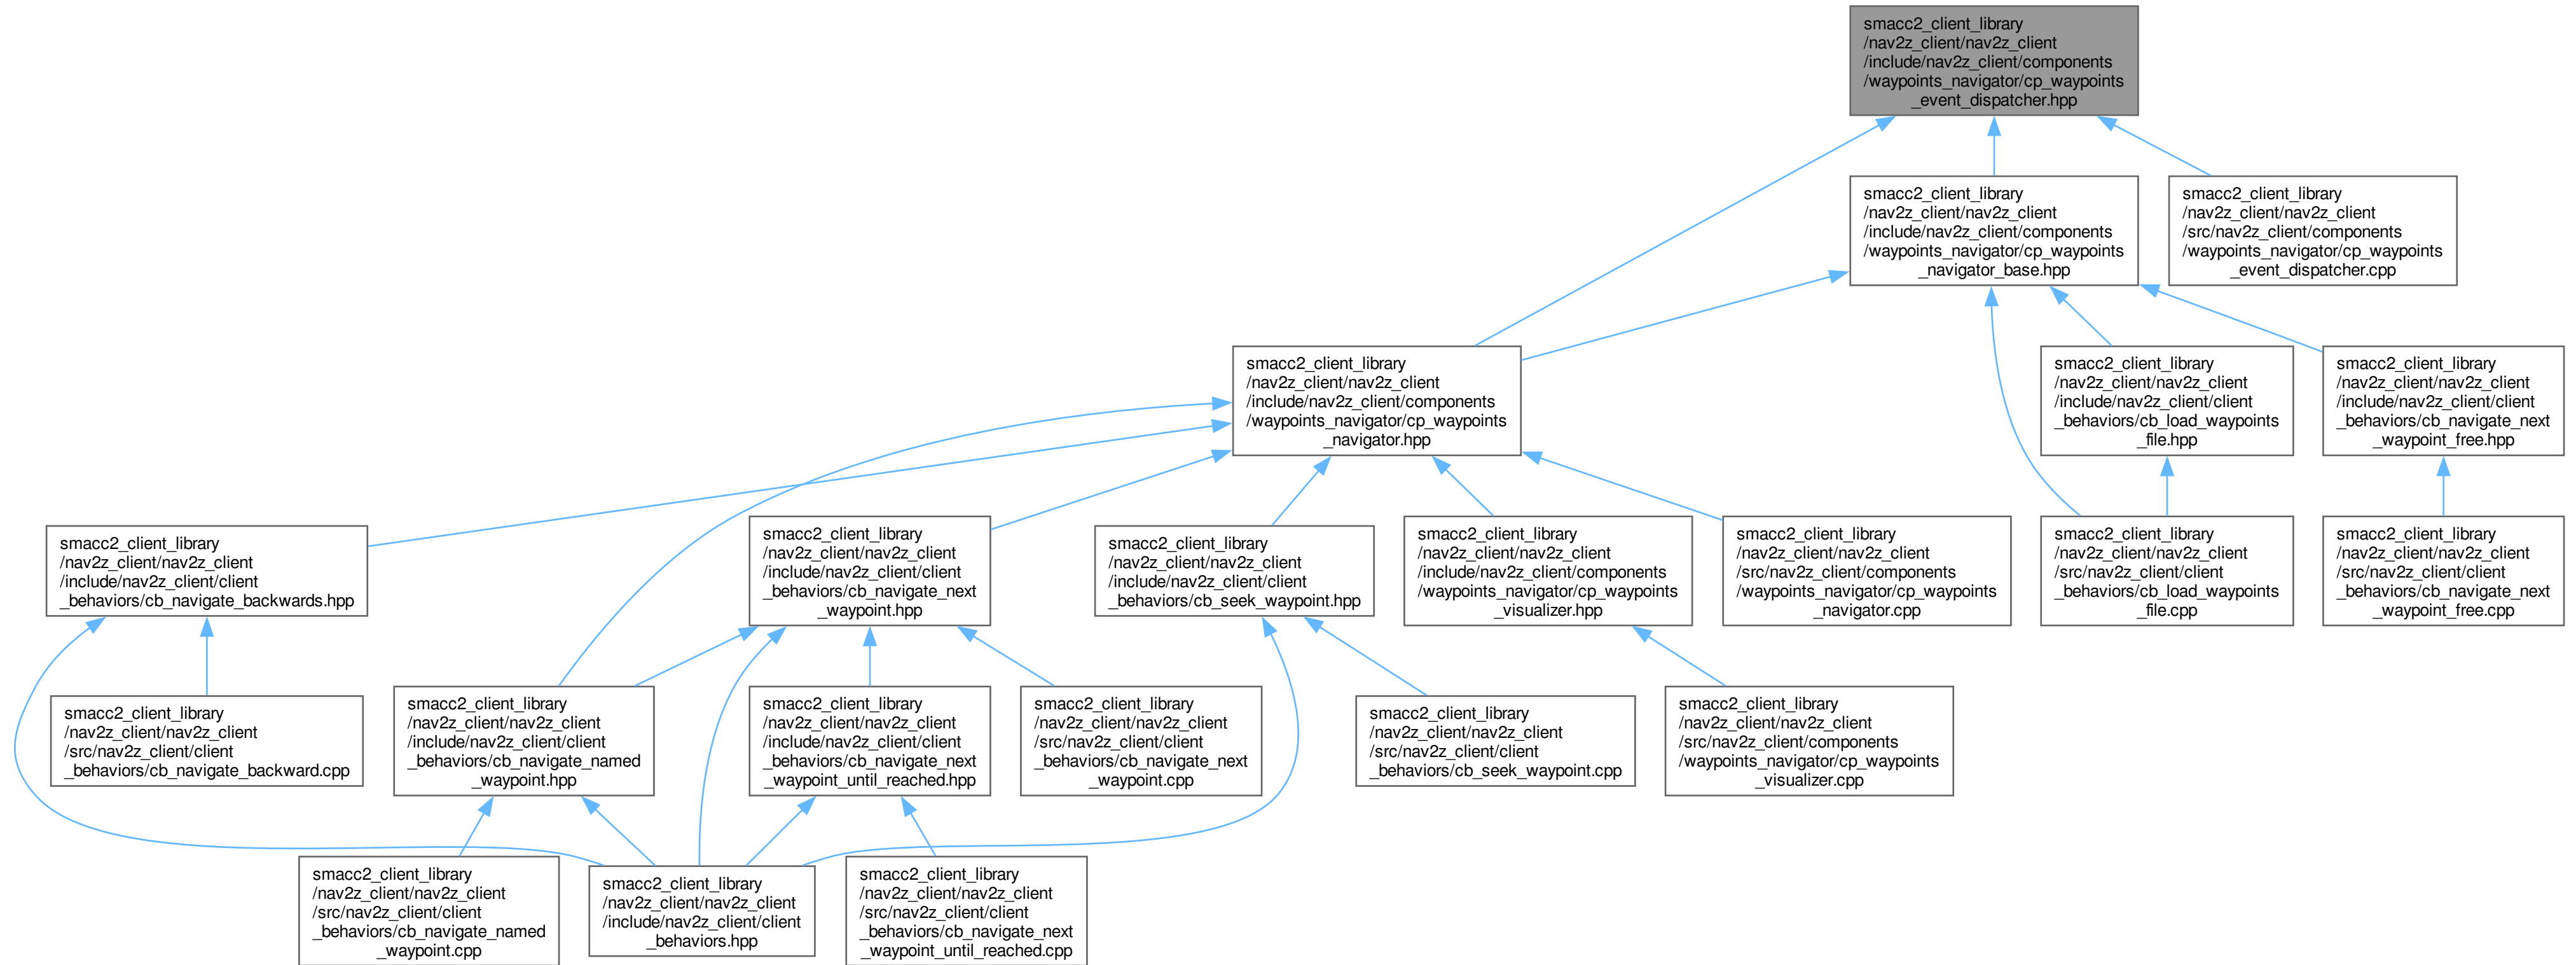 smacc2_client_library
/nav2z_client/nav2z_client
/include/nav2z_client/components
/waypoints_navigator/cp_waypoints
_event_dispatcher.hpp
smacc2_client_library
/nav2z_client/nav2z_client
/include/nav2z_client/components
/waypoints_navigator/cp_waypoints
_navigator_base.hpp
smacc2_client_library
/nav2z_client/nav2z_client
/src/nav2z_client/components
/waypoints_navigator/cp_waypoints
_event_dispatcher.cpp
smacc2_client_library
/nav2z_client/nav2z_client
/include/nav2z_client/components
/waypoints_navigator/cp_waypoints
_navigator.hpp
smacc2_client_library
/nav2z_client/nav2z_client
/include/nav2z_client/client
_behaviors/cb_load_waypoints
_file.hpp
smacc2_client_library
/nav2z_client/nav2z_client
/include/nav2z_client/client
_behaviors/cb_navigate_next
_waypoint_free.hpp
smacc2_client_library
/nav2z_client/nav2z_client
/include/nav2z_client/client
_behaviors/cb_navigate_backwards.hpp
smacc2_client_library
/nav2z_client/nav2z_client
/include/nav2z_client/client
_behaviors/cb_navigate_next
_waypoint.hpp
smacc2_client_library
/nav2z_client/nav2z_client
/include/nav2z_client/client
_behaviors/cb_seek_waypoint.hpp
smacc2_client_library
/nav2z_client/nav2z_client
/include/nav2z_client/components
/waypoints_navigator/cp_waypoints
_visualizer.hpp
smacc2_client_library
/nav2z_client/nav2z_client
/src/nav2z_client/components
/waypoints_navigator/cp_waypoints
_navigator.cpp
smacc2_client_library
/nav2z_client/nav2z_client
/src/nav2z_client/client
_behaviors/cb_load_waypoints
_file.cpp
smacc2_client_library
/nav2z_client/nav2z_client
/src/nav2z_client/client
_behaviors/cb_navigate_next
_waypoint_free.cpp
smacc2_client_library
/nav2z_client/nav2z_client
/src/nav2z_client/client
_behaviors/cb_navigate_backward.cpp
smacc2_client_library
/nav2z_client/nav2z_client
/include/nav2z_client/client
_behaviors/cb_navigate_named
_waypoint.hpp
smacc2_client_library
/nav2z_client/nav2z_client
/include/nav2z_client/client
_behaviors/cb_navigate_next
_waypoint_until_reached.hpp
smacc2_client_library
/nav2z_client/nav2z_client
/src/nav2z_client/client
_behaviors/cb_navigate_next
_waypoint.cpp
smacc2_client_library
/nav2z_client/nav2z_client
/src/nav2z_client/client
_behaviors/cb_seek_waypoint.cpp
smacc2_client_library
/nav2z_client/nav2z_client
/src/nav2z_client/components
/waypoints_navigator/cp_waypoints
_visualizer.cpp
smacc2_client_library
/nav2z_client/nav2z_client
/src/nav2z_client/client
_behaviors/cb_navigate_named
_waypoint.cpp
smacc2_client_library
/nav2z_client/nav2z_client
/include/nav2z_client/client
_behaviors.hpp
smacc2_client_library
/nav2z_client/nav2z_client
/src/nav2z_client/client
_behaviors/cb_navigate_next
_waypoint_until_reached.cpp